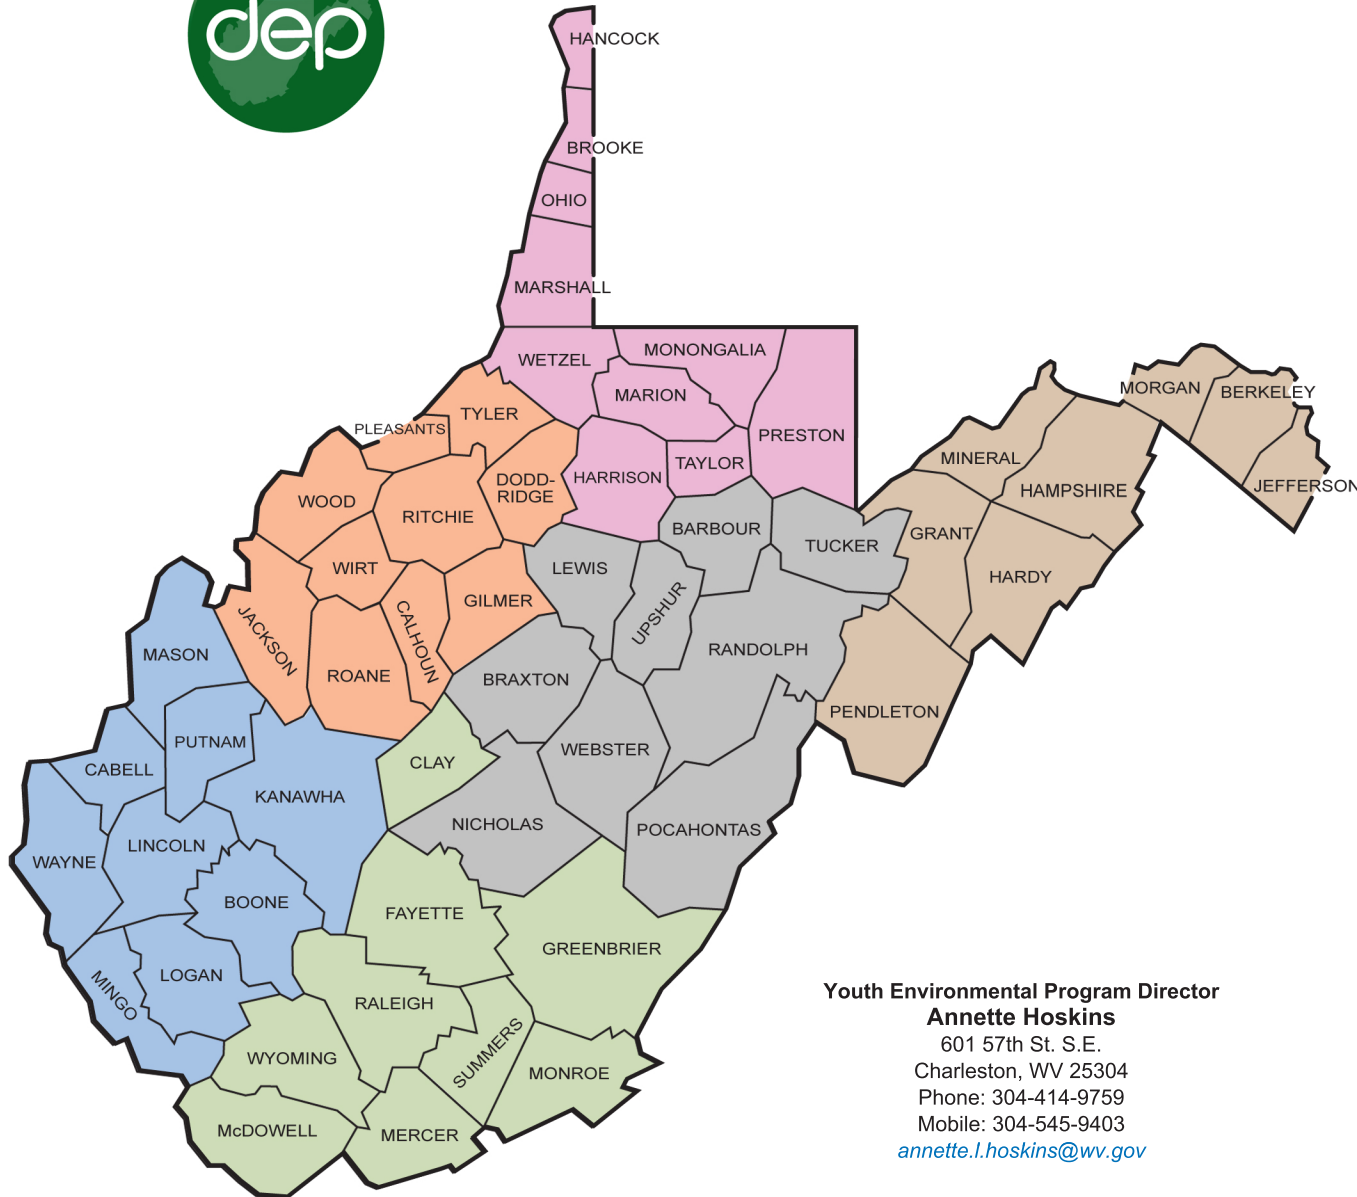 dep
HANCOCK
BROOKE
OHIO
MARSHALL
WETZEL
MONONGALIA
MARION
PRESTON
MORGAN
BERKELEY
JEFFERSON
MINERAL
HAMPSHIRE
GRANT
HARDY
PENDLETON
TYLER
PLEASANTS
HARRISON
TAYLOR
DODD-
RIDGE
WOOD
RITCHIE
BARBOUR
TUCKER
WIRT
LEWIS
GILMER
CALHOUN
UPSHUR
JACKSON
ROANE
RANDOLPH
MASON
BRAXTON
PUTNAM
WEBSTER
CLAY
CABELL
KANAWHA
NICHOLAS
POCAHONTAS
LINCOLN
WAYNE
BOONE
FAYETTE
GREENBRIER
LOGAN
MINGO
RALEIGH
WYOMING
SUMMERS
MONROE
McDOWELL
MERCER
Youth Environmental Program Director
Annette Hoskins
601 57th St. S.E.
Charleston, WV 25304
Phone: 304-414-9759
Mobile: 304-545-9403
annette.l.hoskins@wv.gov